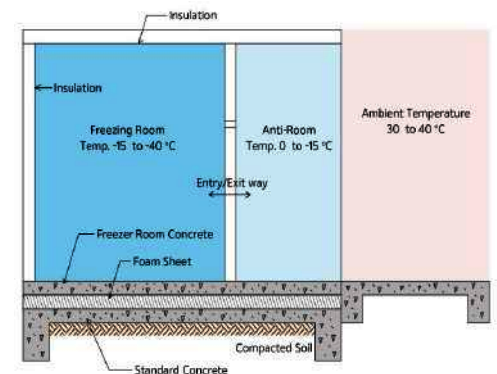 Insulation
Insulation
Freezing Room
Temp. -15 to -40 °C
Anti-Room
Temp. 0 to -15 °C
Ambient Temperature
30 to 40 °C
Entry/Exit way
Freezer Room Concrete
Foam Sheet
Compacted Soil
Standard Concrete